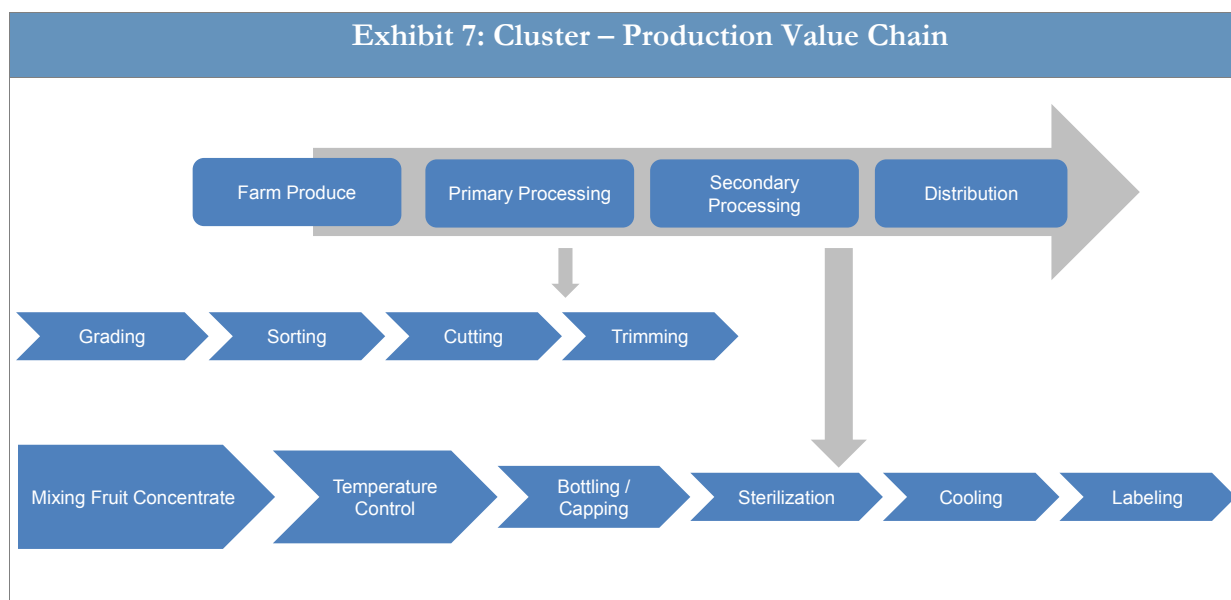 Exhibit 7: Cluster – Production Value Chain
Farm Produce
Primary Processing
Secondary
Processing
Distribution
Grading
Sorting
Cutting
Trimming
Mixing Fruit Concentrate
Temperature
Control
Bottling /
Capping
Sterilization
Cooling
Labeling